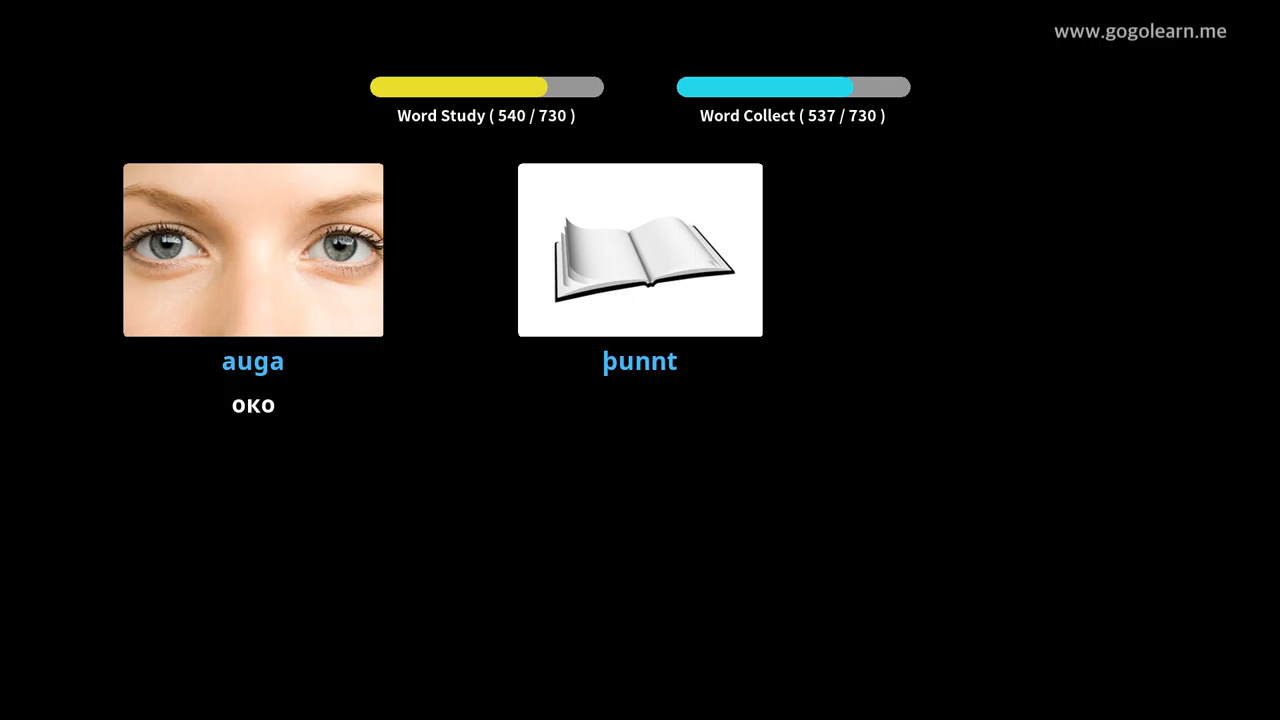 www.gogolearn.me
Word Study ( 540 / 730 )
Word Collect ( 537 / 730 )
auga
þunnt
око